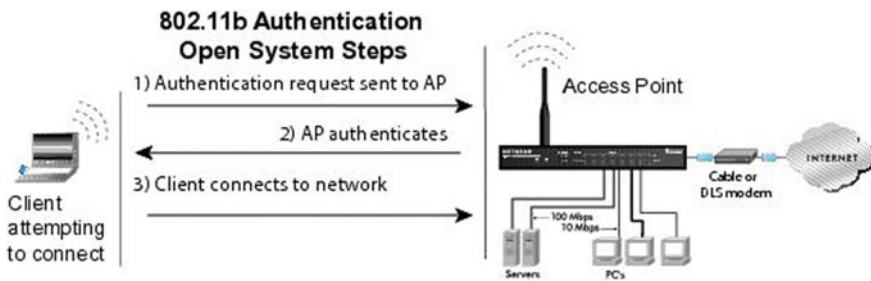 802.11b Authentication
Open System Steps
1) Authentication request sent to AP
2) AP authenticates
3) Client connects to network
Client
attempting
to connect
Access Point
NETGEAR
INTERNET
Cable or
DLS modem
100 Mbps
10 Mbps
Servers
PC's